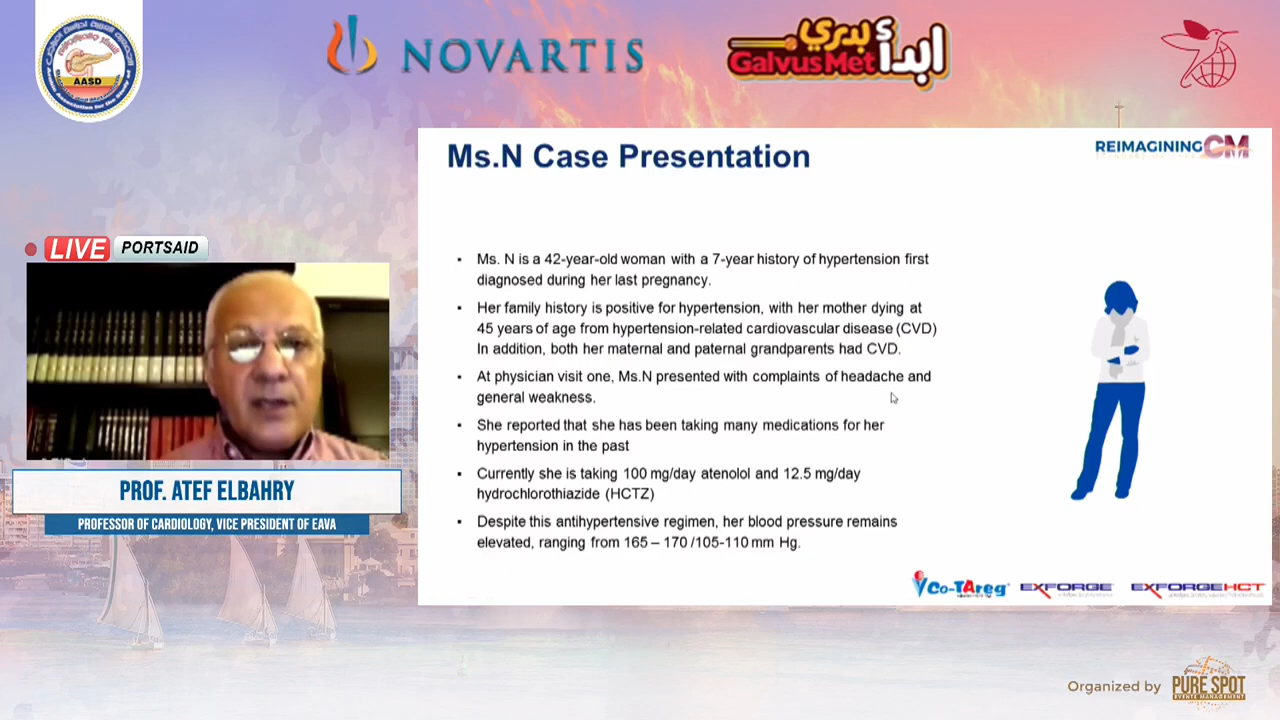 AASD
NOVARTIS
ابدأ بدري
GalvusMet
Ms.N Case Presentation
REIMAGINING CM
LIVE PORTSAID
▪ Ms. N is a 42-year-old woman with a 7-year history of hypertension first
diagnosed during her last pregnancy.
▪ Her family history is positive for hypertension, with her mother dying at
45 years of age from hypertension-related cardiovascular disease (CVD)
In addition, both her maternal and paternal grandparents had CVD.
▪ At physician visit one, Ms.N presented with complaints of headache and
general weakness.
▪ She reported that she has been taking many medications for her
hypertension in the past
▪ Currently she is taking 100 mg/day atenolol and 12.5 mg/day
hydrochlorothiazide (HCTZ)
▪ Despite this antihypertensive regimen, her blood pressure remains
elevated, ranging from 165 – 170 /105-110 mm Hg.
PROF. ATEF ELBAHRY
PROFESSOR OF CARDIOLOGY, VICE PRESIDENT OF EAVA
Co-TAreg EXFORGE EXFORGE HCT
Organized by PURE SPOT
EVENTS MANAGEMENT